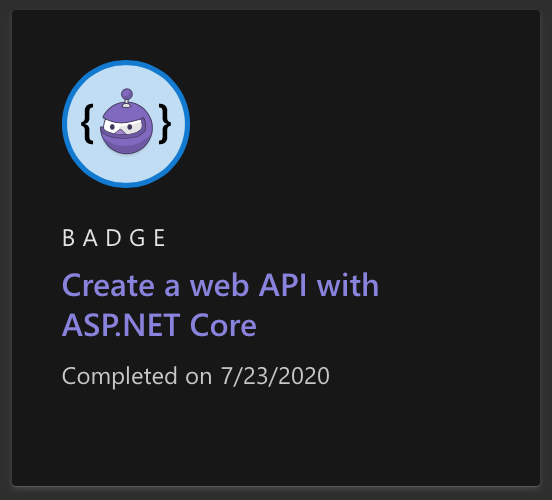 { }
BADGE
Create a web API with
ASP.NET Core
Completed on 7/23/2020